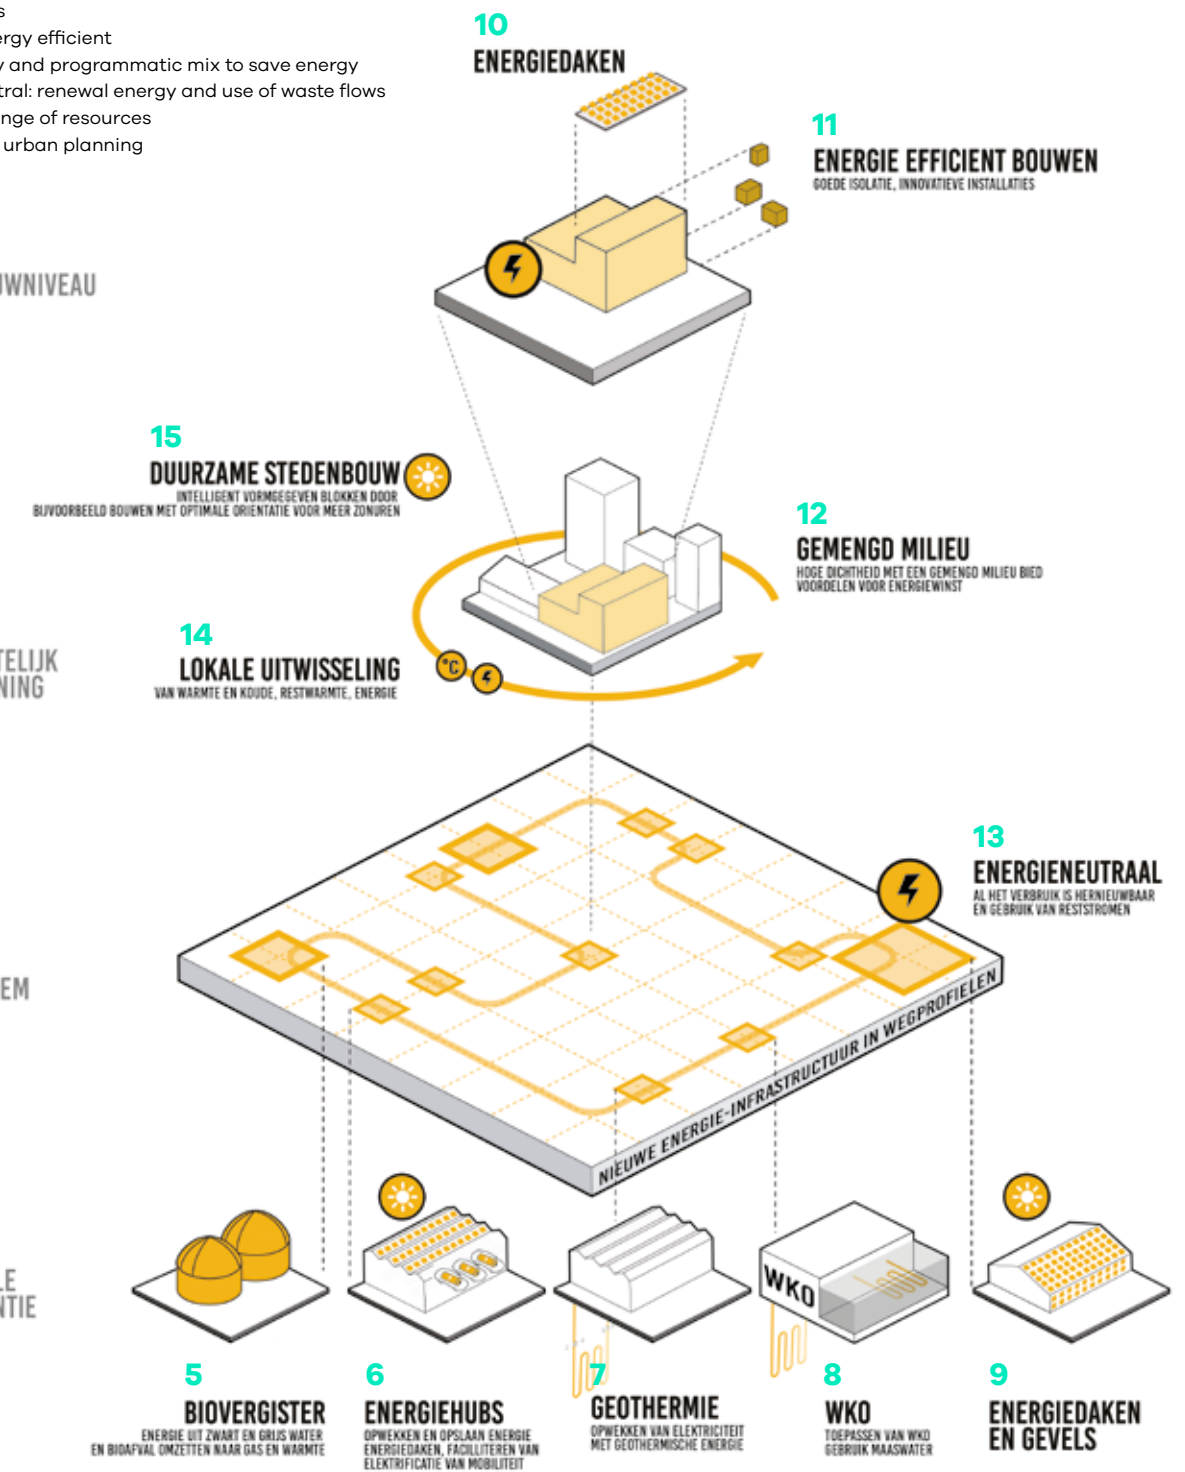 s
ergy efficient
y and programmatic mix to save energy
tral: renewal energy and use of waste flows
nge of resources
urban planning
10
ENERGIEDAKEN
11
ENERGIE EFFICIENT BOUWEN
GOEDE ISOLATIE, INNOVATIEVE INSTALLATIES
UWNIVEAU
15
DUURZAME STEDENBOUW
INTELLIGENT VORMGEGEVEN BLOKKEN DOOR
BIJVOORBEELD BOUWEN MET OPTIMALE ORIENTATIE VOOR MEER ZONUREN
12
GEMENGD MILIEU
HOGE DICHTHEID MET EEN GEMENGD MILIEU BIED
VOORDELEN VOOR ENERGIEWINST
14
LOKALE UITWISSELING
VAN WARMTE EN KOUDE, RESTWARMTE, ENERGIE
°C
TELIJK
NING
13
ENERGIENEUTRAAL
AL HET VERBRUIK IS HERNIEUWBAAR
EN GEBRUIK VAN RESTSTROMEN
EM
NIEUWE ENERGIE-INFRASTRUCTUUR IN WEGPROFIELEN
LE
NTIE
WKO
5
BIOVERGISTER
ENERGIE UIT ZWART EN GRIJS WATER
EN BIOAFVAL OMZETTEN NAAR GAS EN WARMTE
6
ENERGIEHUBS
OPWEKKEN EN OPSLAAN ENERGIE
ENERGIEDAKEN, FACILLITEREN VAN
ELEKTRIFICATIE VAN MOBILITEIT
7
GEOTHERMIE
OPWEKKEN VAN ELEKTRICITEIT
MET GEOTHERMISCHE ENERGIE
8
WKO
TOEPASSEN VAN WKO
GEBRUIK MAASWATER
9
ENERGIEDAKEN
EN GEVELS